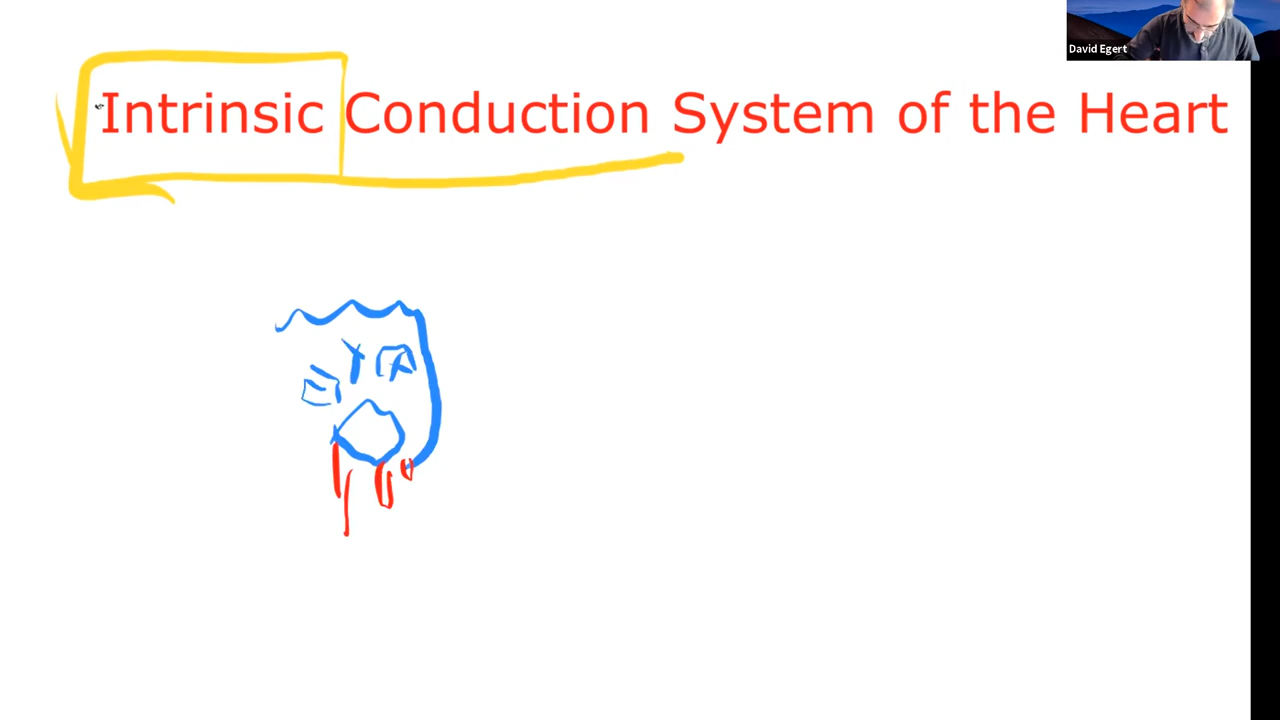 David Egert
Intrinsic Conduction System of the Heart